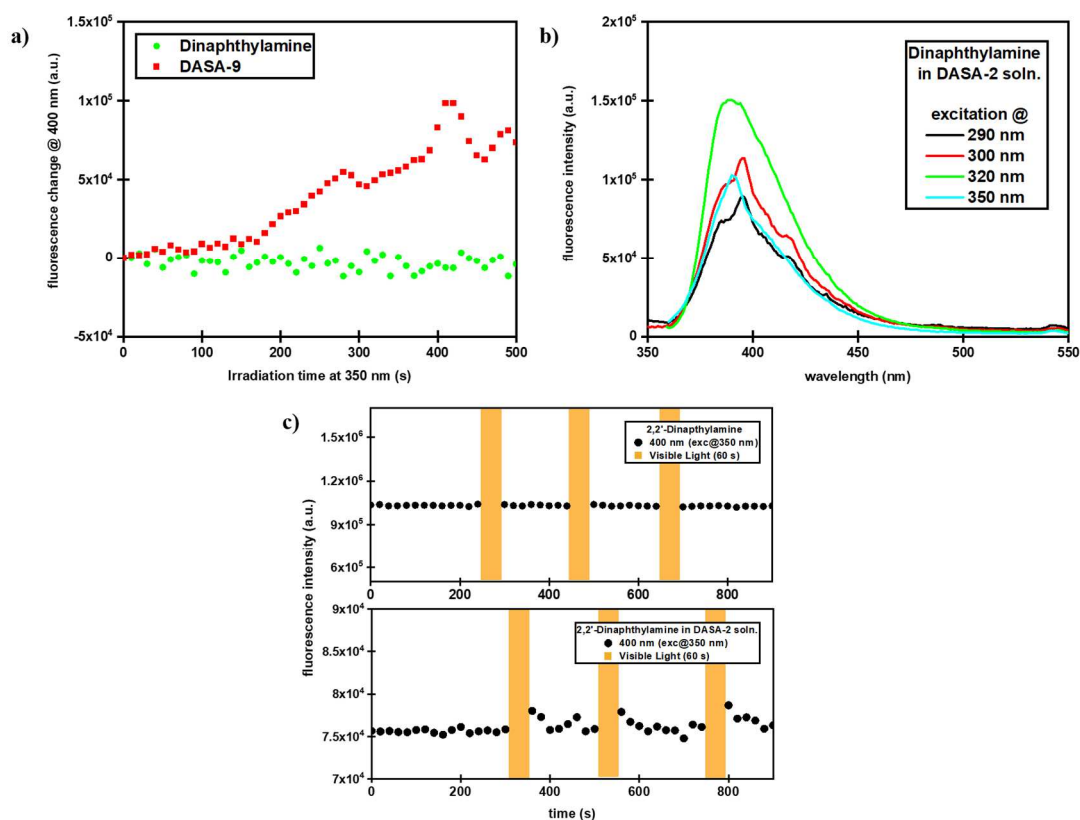 a)
fluorescence change @ 400 nm (a.u.)
1.5x10⁵
1x10⁵
5x10⁴
0
-5x10⁴
Dinaphthylamine
DASA-9
0 100 200 300 400 500
Irradiation time at 350 nm (s)
b)
fluorescence intensity (a.u.)
2x10⁵
1.5x10⁵
1x10⁵
5x10⁴
0
Dinaphthylamine
in DASA-2 soln.
excitation @
290 nm
300 nm
320 nm
350 nm
350 400 450 500 550
wavelength (nm)
c)
fluorescence intensity (a.u.)
1.5x10⁶
1.2x10⁶
9x10⁵
6x10⁵
2,2'-Dinapthylamine
400 nm (exc@350 nm)
Visible Light (60 s)
0 200 400 600 800
9x10⁴
8.5x10⁴
8x10⁴
7.5x10⁴
7x10⁴
2,2'-Dinaphthylamine in DASA-2 soln.
400 nm (exc@350 nm)
Visible Light (60 s)
0 200 400 600 800
time (s)